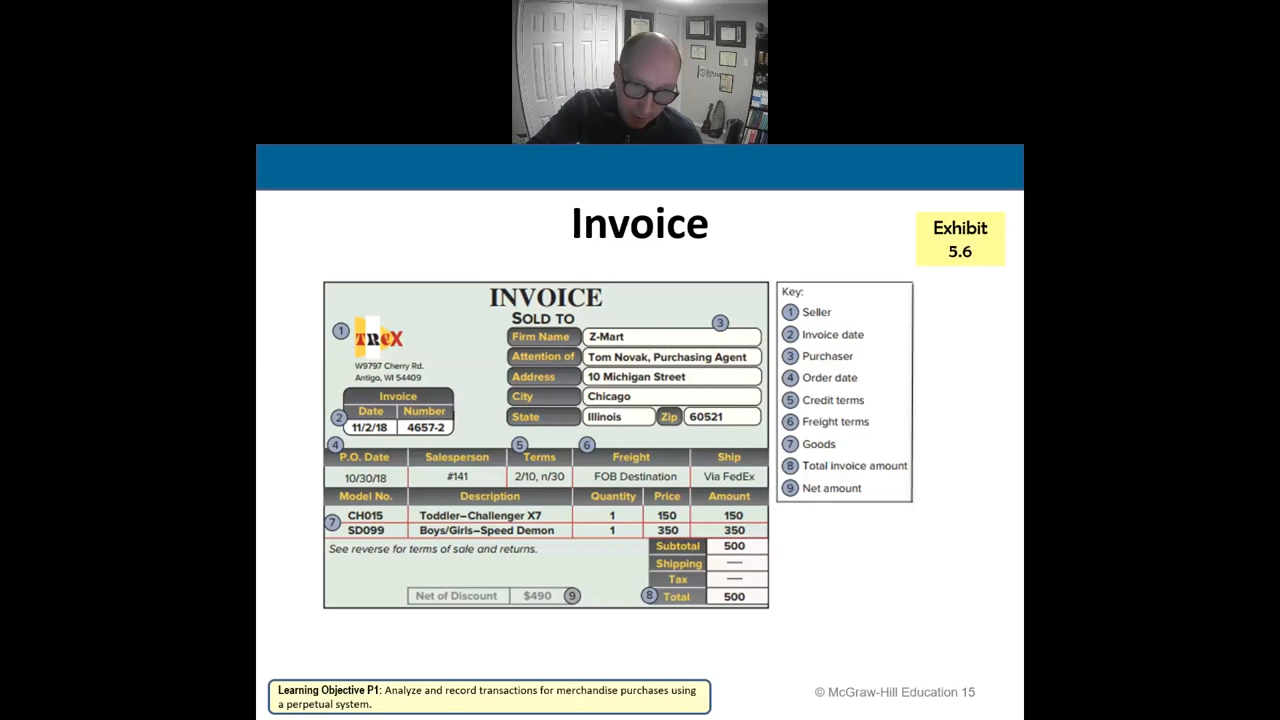 Invoice
Exhibit
5.6
INVOICE
SOLD TO
1
TREX
W9797 Cherry Rd.
Antigo, WI 54409
3
Firm Name Z-Mart
Attention of Tom Novak, Purchasing Agent
Address 10 Michigan Street
City Chicago
State Illinois Zip 60521
Invoice
Date Number
2 11/2/18 4657-2
4 5 6
P.O. Date Salesperson Terms Freight Ship
10/30/18 #141 2/10, n/30 FOB Destination Via FedEx
Model No. Description Quantity Price Amount
CH015 Toddler–Challenger X7 1 150 150
7
SD099 Boys/Girls–Speed Demon 1 350 350
See reverse for terms of sale and returns.
Subtotal 500
Shipping —
Tax —
Net of Discount $490 9 8 Total 500
Key:
1 Seller
2 Invoice date
3 Purchaser
4 Order date
5 Credit terms
6 Freight terms
7 Goods
8 Total invoice amount
9 Net amount
Learning Objective P1: Analyze and record transactions for merchandise purchases using
a perpetual system.
© McGraw-Hill Education 15